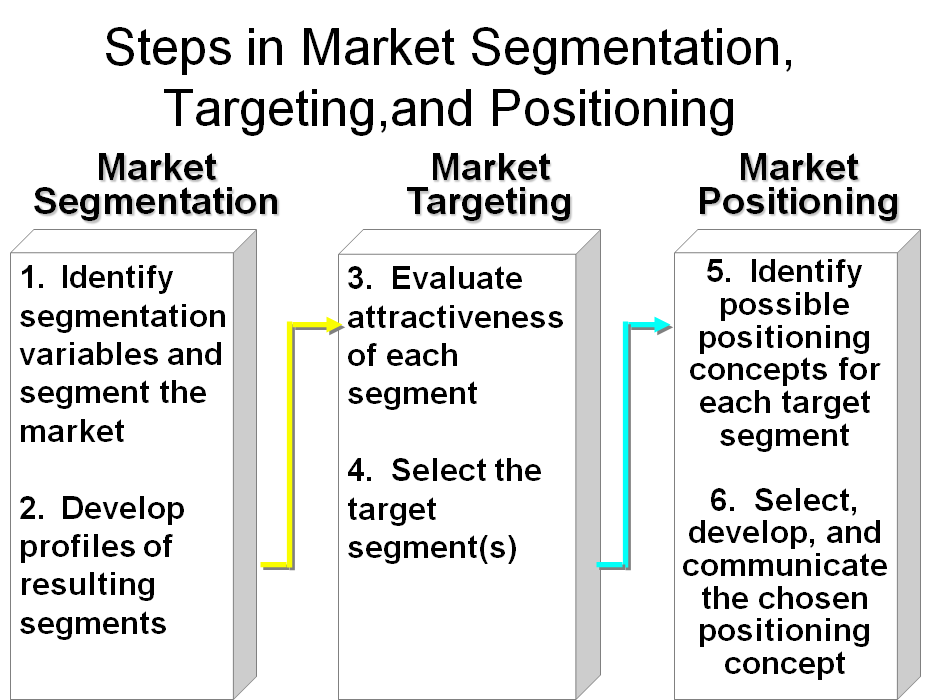 Steps in Market Segmentation,
Targeting,and Positioning
Market
Segmentation
1. Identify
segmentation
variables and
segment the
market
2. Develop
profiles of
resulting
segments
Market
Targeting
3. Evaluate
attractiveness
of each
segment
4. Select the
target
segment(s)
Market
Positioning
5. Identify
possible
positioning
concepts for
each target
segment
6. Select,
develop, and
communicate
the chosen
positioning
concept